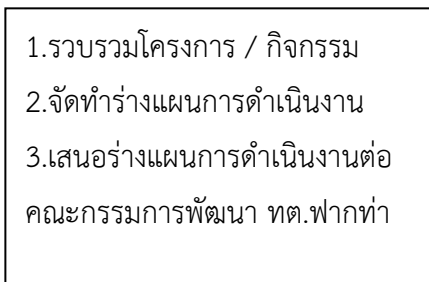 1.รวบรวมโครงการ / กิจกรรม
2.จัดทำร่างแผนการดำเนินงาน
3.เสนอร่างแผนการดำเนินงานต่อ
คณะกรรมการพัฒนา ทต.ฟากท่า